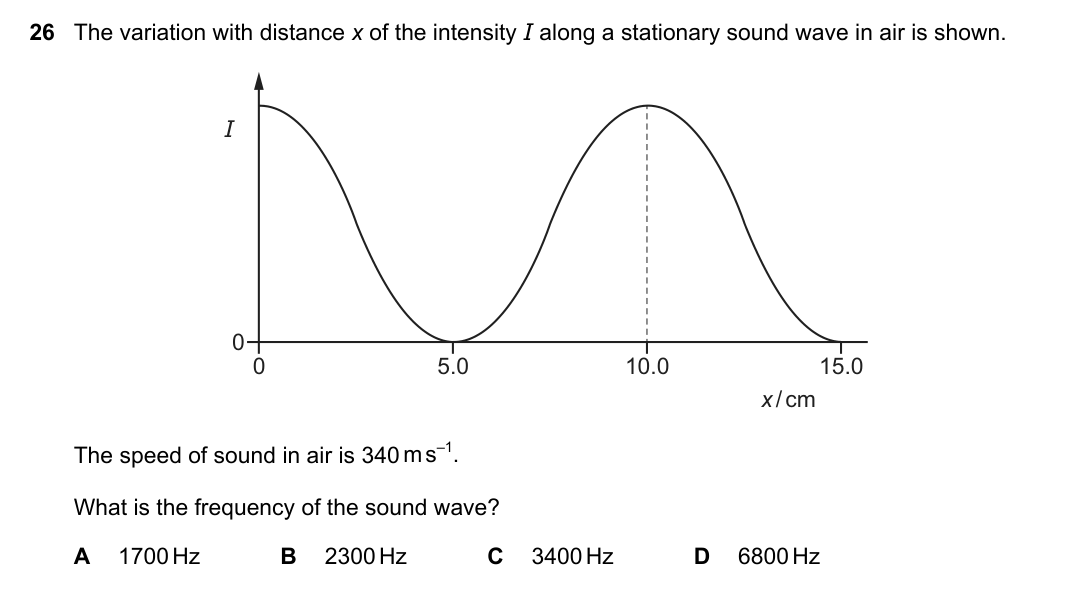 26 The variation with distance x of the intensity I along a stationary sound wave in air is shown.
I
0
0 5.0 10.0 15.0
x / cm
The speed of sound in air is 340 m s⁻¹.
What is the frequency of the sound wave?
A 1700 Hz B 2300 Hz C 3400 Hz D 6800 Hz